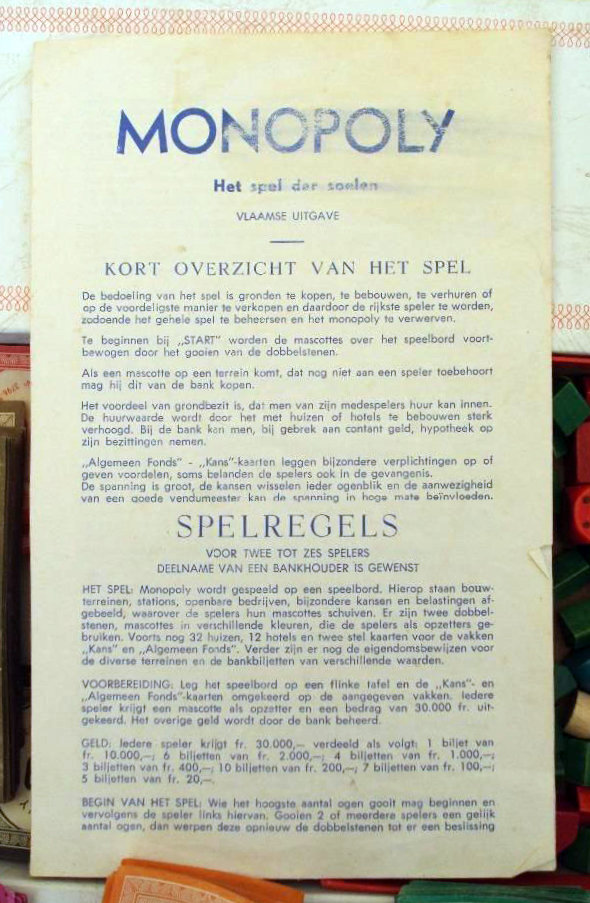 MONOPOLY
Het spel der spelen
VLAAMSE UITGAVE
KORT OVERZICHT VAN HET SPEL
De bedoeling van het spel is gronden te kopen, te bebouwen, te verhuren of
op de voordeligste manier te verkopen en daardoor de rijkste speler te worden,
zodoende het gehele spel te beheersen en het monopoly te verwerven.
Te beginnen bij „START" worden de mascottes over het speelbord voort-
bewogen door het gooien van de dobbelstenen.
Als een mascotte op een terrein komt, dat nog niet aan een speler toebehoort
mag hij dit van de bank kopen.
Het voordeel van grondbezit is, dat men van zijn medespelers huur kan innen.
De huurwaarde wordt door het met huizen of hotels te bebouwen sterk
verhoogd. Bij de bank kan men, bij gebrek aan contant geld, hypotheek op
zijn bezittingen nemen.
„Algemeen Fonds" - „Kans"-kaarten leggen bijzondere verplichtingen op of
geven voordelen, soms belanden de spelers ook in de gevangenis.
De spanning is groot, de kansen wisselen ieder ogenblik en de aanwezigheid
van een goede vendumeester kan de spanning in hoge mate beïnvloeden.
SPELREGELS
VOOR TWEE TOT ZES SPELERS
DEELNAME VAN EEN BANKHOUDER IS GEWENST
HET SPEL: Monopoly wordt gespeeld op een speelbord. Hierop staan bouw-
terreinen, stations, openbare bedrijven, bijzondere kansen en belastingen af-
gebeeld, waarover de spelers hun mascottes schuiven. Er zijn twee dobbel-
stenen, mascottes in verschillende kleuren, die de spelers als opzetters ge-
bruiken. Voorts nog 32 huizen, 12 hotels en twee stel kaarten voor de vakken
„Kans" en „Algemeen Fonds". Verder zijn er nog de eigendomsbewijzen voor
de diverse terreinen en de bankbiljetten van verschillende waarden.
VOORBEREIDING: Leg het speelbord op een flinke tafel en de „Kans"- en
„Algemeen Fonds"-kaarten omgekeerd op de aangegeven vakken. Iedere
speler krijgt een mascotte als opzetter en een bedrag van 30.000 fr. uit-
gekeerd. Het overige geld wordt door de bank beheerd.
GELD: Iedere speler krijgt fr. 30.000,— verdeeld als volgt: 1 biljet van
fr. 10.000,—; 6 biljetten van fr. 2.000,—; 4 biljetten van fr. 1.000,—;
3 biljetten van fr. 400,—; 10 biljetten van fr. 200,—; 7 biljetten van fr. 100,—;
5 biljetten van fr. 20,—.
BEGIN VAN HET SPEL: Wie het hoogste aantal ogen gooit mag beginnen en
vervolgens de speler links hiervan. Gooien 2 of meerdere spelers een gelijk
aantal ogen, dan werpen deze opnieuw de dobbelstenen tot er een beslissing